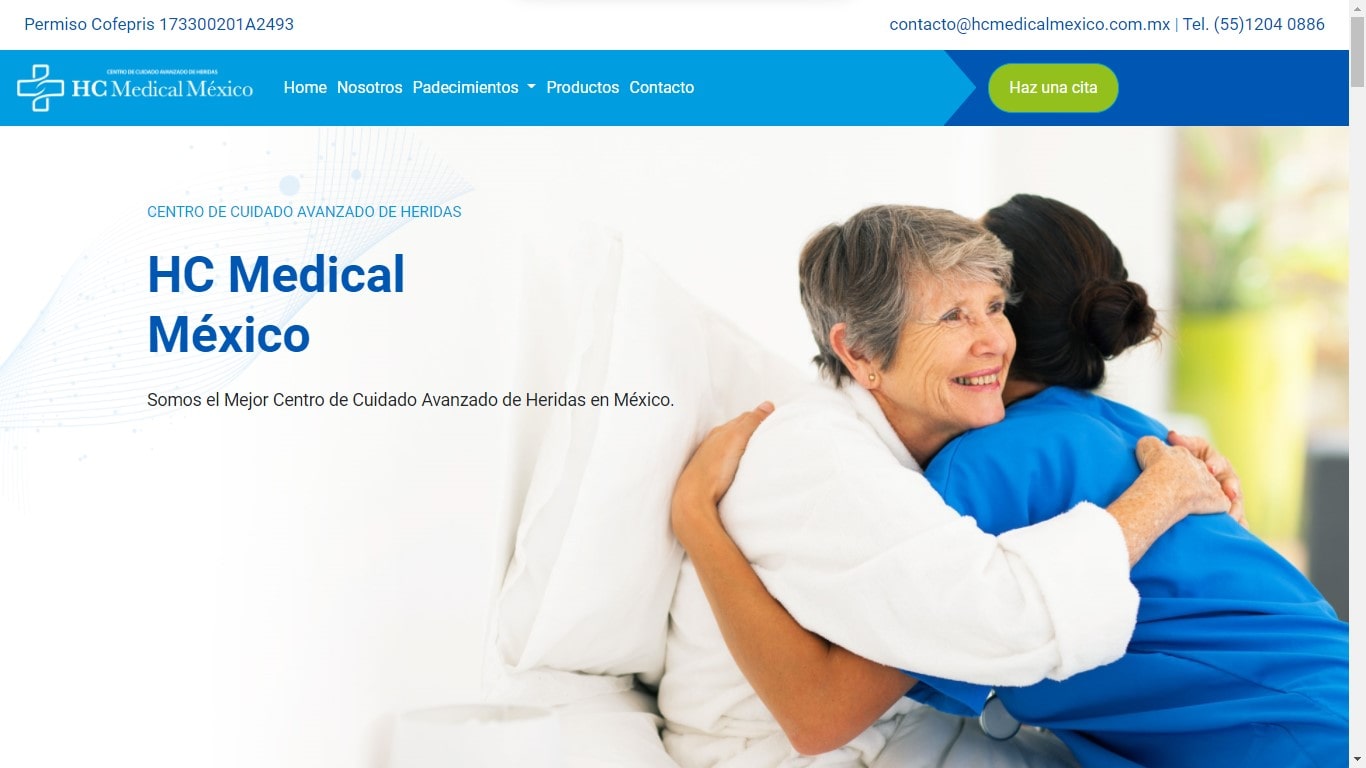 Permiso Cofepris 173300201A2493
contacto@hcmedicalmexico.com.mx | Tel. (55)1204 0886
CENTRO DE CUIDADO AVANZADO DE HERIDAS
HC Medical México
Home Nosotros Padecimientos Productos Contacto
Haz una cita
CENTRO DE CUIDADO AVANZADO DE HERIDAS
HC Medical
México
Somos el Mejor Centro de Cuidado Avanzado de Heridas en México.